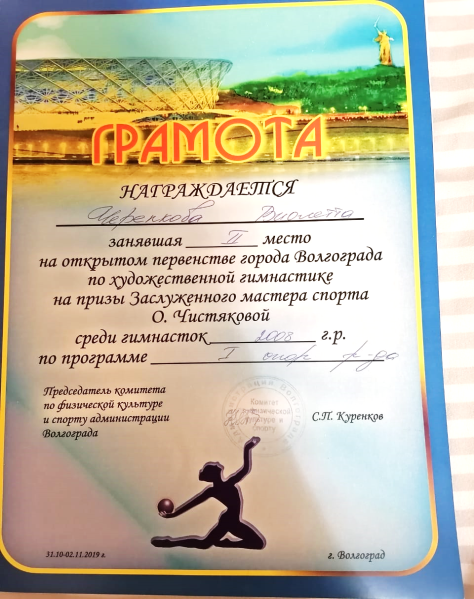 ГРАМОТА
НАГРАЖДАЕТСЯ
Черепкова Виолетта
занявшая II место
на открытом первенстве города Волгограда
по художественной гимнастике
на призы Заслуженного мастера спорта
О. Чистяковой
среди гимнасток 2008 г.р.
по программе I спор р-да
Председатель комитета
по физической культуре
и спорту администрации
Волгограда
Комитет
по физической
культуре и
спорту
С.П. Куренков
31.10-02.11.2019 г.
г. Волгоград